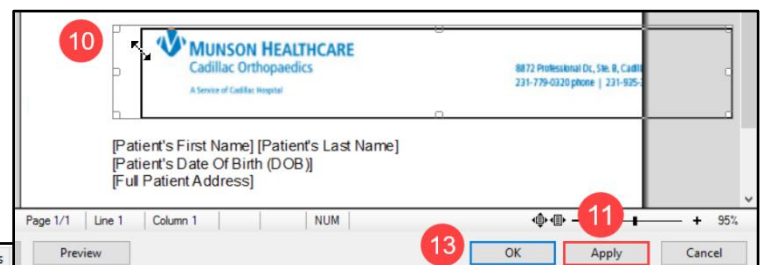 10
MUNSON HEALTHCARE
Cadillac Orthopaedics
A Service of Cadillac Hospital
8872 Professional Dr., Ste. B, Cadill
231-779-0320 phone | 231-935-
[Patient's First Name] [Patient's Last Name]
[Patient's Date Of Birth (DOB)]
[Full Patient Address]
Page 1/1 Line 1 Column 1 NUM 11 - + 95%
s Preview 13 OK Apply Cancel